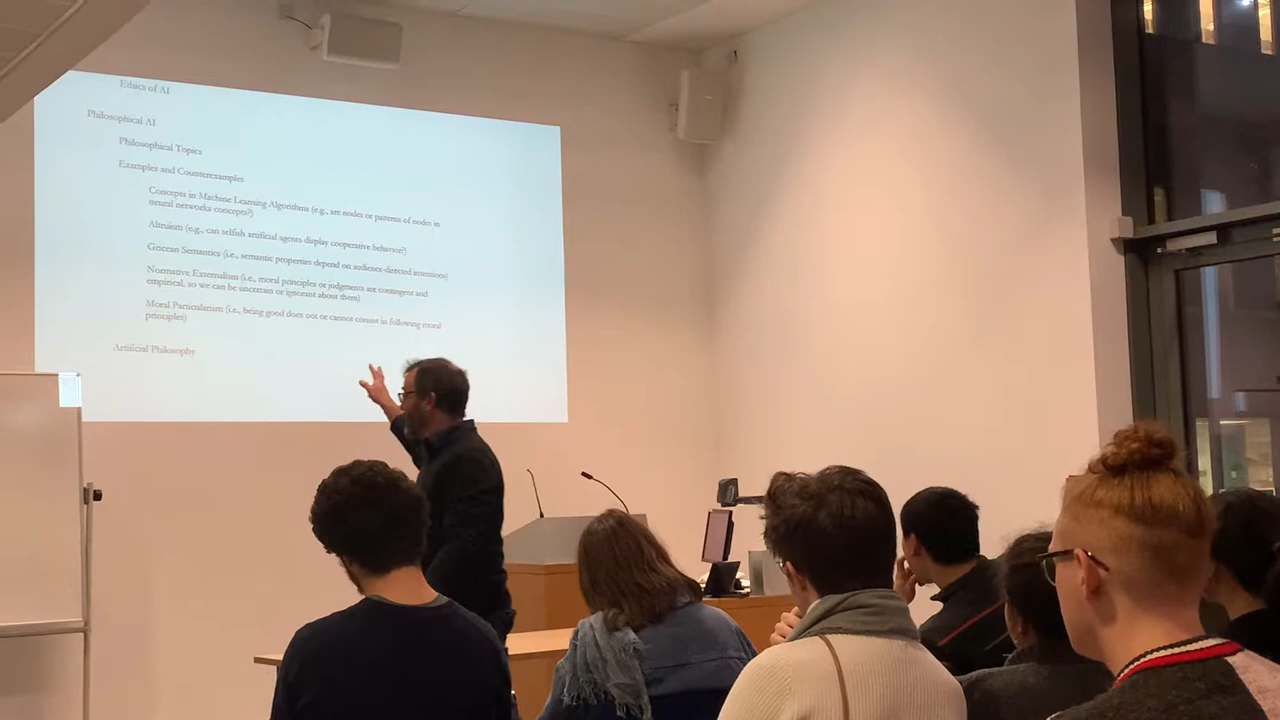 Ethics of AI
Philosophical AI
Philosophical Topics
Examples and Counterexamples
Concepts in Machine Learning Algorithms (e.g., are nodes or patterns of nodes in
neural networks concepts?)
Altruism (e.g., can selfish artificial agents display cooperative behavior?)
Gricean Semantics (i.e., semantic properties depend on audience-directed intentions)
Normative Externalism (i.e., moral principles or judgments are contingent and
empirical, so we can be uncertain or ignorant about them)
Moral Particularism (i.e., being good does not or cannot consist in following moral
principles)
Artificial Philosophy